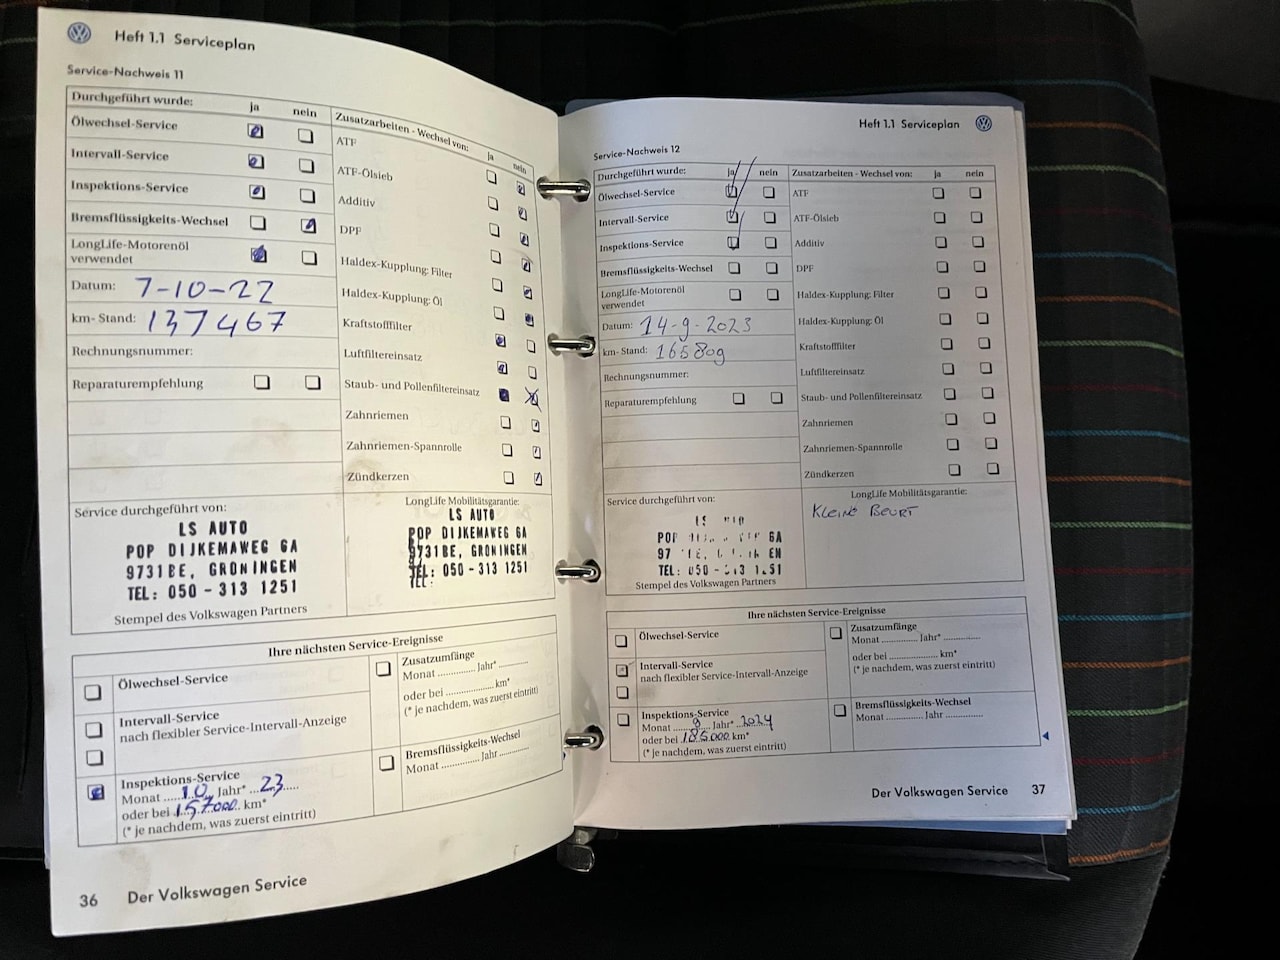 Heft 1.1 Serviceplan
Service-Nachweis 11
Durchgeführt wurde: ja nein
Ölwechsel-Service
Intervall-Service
Inspektions-Service
Bremsflüssigkeits-Wechsel
LongLife-Motorenöl
verwendet
Datum: 7-10-22
km-Stand: 137467
Rechnungsnummer:
Reparaturempfehlung
Zusatzarbeiten - Wechsel von: ja nein
ATF
ATF-Ölsieb
Additiv
DPF
Haldex-Kupplung: Filter
Haldex-Kupplung: Öl
Kraftstofffilter
Luftfiltereinsatz
Staub- und Pollenfiltereinsatz
Zahnriemen
Zahnriemen-Spannrolle
Zündkerzen
Service durchgeführt von:
LS AUTO
POP DIJKEMAWEG 6A
9731BE, GRONINGEN
TEL: 050 - 313 1251
Stempel des Volkswagen Partners
LongLife Mobilitätsgarantie:
LS AUTO
POP DIJKEMAWEG 6A
9731BE, GRONINGEN
TEL: 050 - 313 1251
Ihre nächsten Service-Ereignisse
Ölwechsel-Service
Intervall-Service
nach flexibler Service-Intervall-Anzeige
Inspektions-Service
Monat 10 Jahr* 23
oder bei 157000 km*
(* je nachdem, was zuerst eintritt)
Zusatzumfänge
Monat ............. Jahr* .............
oder bei ................ km*
(* je nachdem, was zuerst eintritt)
Bremsflüssigkeits-Wechsel
Monat ............. Jahr .............
36 Der Volkswagen Service
Heft 1.1 Serviceplan
Service-Nachweis 12
Durchgeführt wurde: ja nein
Ölwechsel-Service
Intervall-Service
Inspektions-Service
Bremsflüssigkeits-Wechsel
LongLife-Motorenöl
verwendet
Datum: 14-9-2023
km-Stand: 165809
Rechnungsnummer:
Reparaturempfehlung
Zusatzarbeiten - Wechsel von: ja nein
ATF
ATF-Ölsieb
Additiv
DPF
Haldex-Kupplung: Filter
Haldex-Kupplung: Öl
Kraftstofffilter
Luftfiltereinsatz
Staub- und Pollenfiltereinsatz
Zahnriemen
Zahnriemen-Spannrolle
Zündkerzen
Service durchgeführt von:
POP 6A
97
Stempel des Volkswagen Partners
LongLife Mobilitätsgarantie:
KLEINE BEURT
Ihre nächsten Service-Ereignisse
Ölwechsel-Service
Intervall-Service
nach flexibler Service-Intervall-Anzeige
Inspektions-Service
Monat 9 Jahr* 2024
oder bei 185000 km*
(* je nachdem, was zuerst eintritt)
Zusatzumfänge
Monat ............. Jahr* .............
oder bei ................ km*
(* je nachdem, was zuerst eintritt)
Bremsflüssigkeits-Wechsel
Monat ............. Jahr .............
Der Volkswagen Service 37